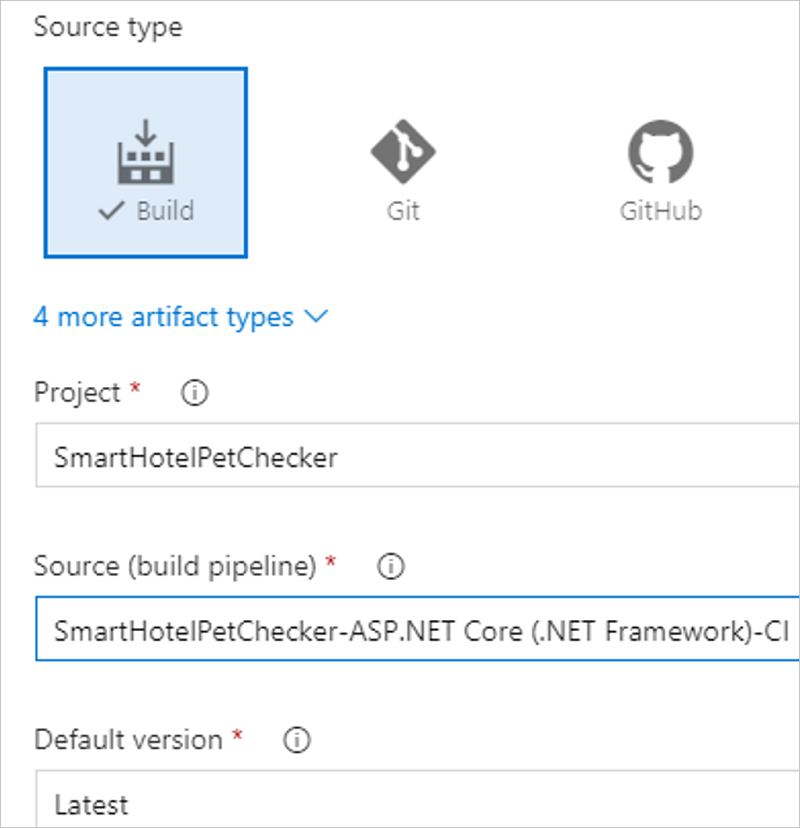 Source type
Build
Git
GitHub
4 more artifact types
Project *
SmartHotelPetChecker
Source (build pipeline) *
SmartHotelPetChecker-ASP.NET Core (.NET Framework)-CI
Default version *
Latest